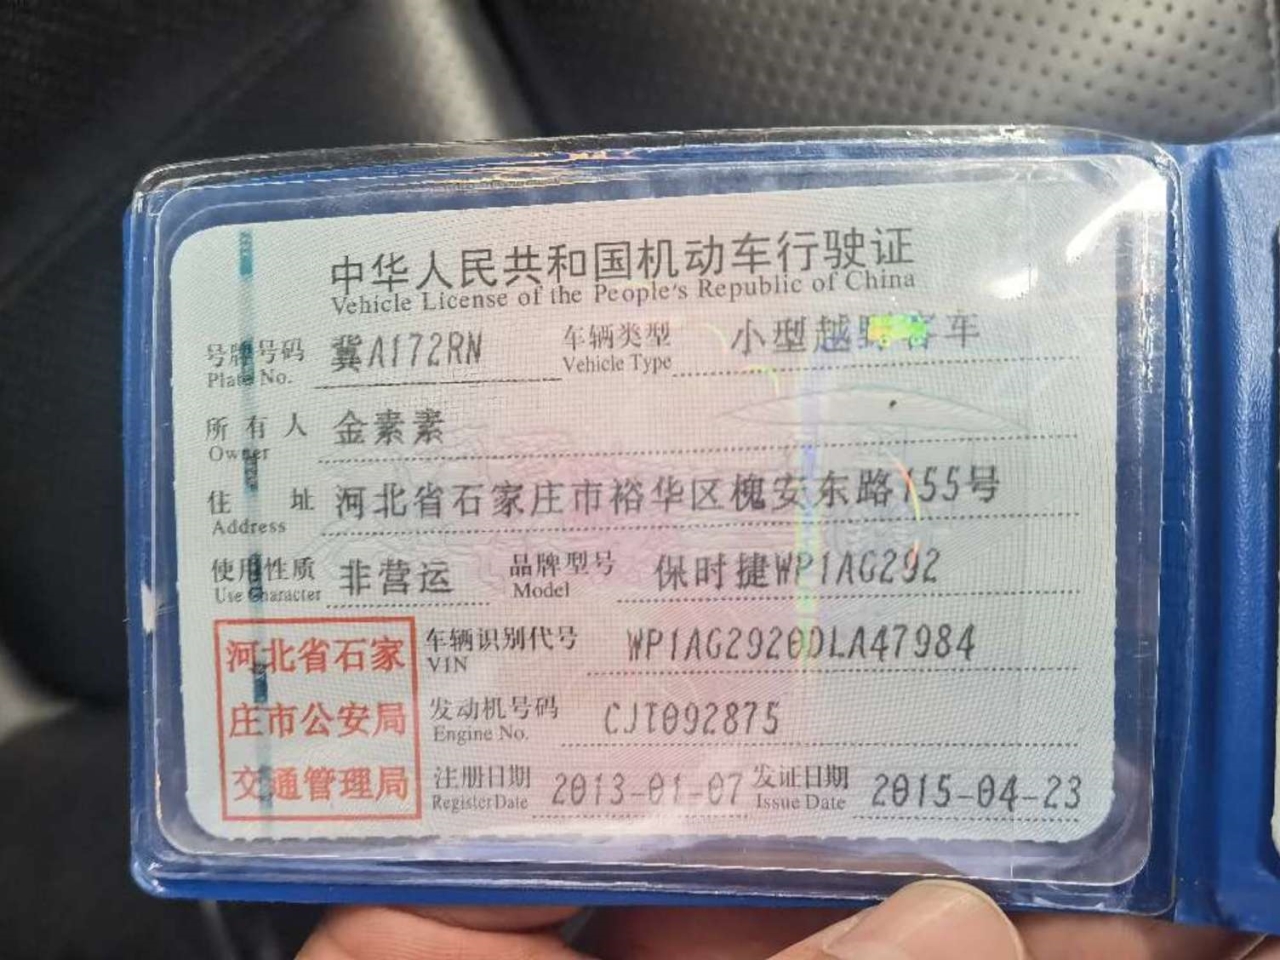 中华人民共和国机动车行驶证
Vehicle License of the People's Republic of China
号牌号码 冀A172RN 车辆类型 小型越野客车
Plate No. Vehicle Type
所有人 金素素
Owner
住址 河北省石家庄市裕华区槐安东路155号
Address
使用性质 非营运 品牌型号 保时捷WP1AG292
Use Character Model
河北省石家 车辆识别代号 WP1AG2920DLA47984
VIN
庄市公安局 发动机号码 CJT092875
Engine No.
交通管理局 注册日期 2013-01-07 发证日期 2015-04-23
Register Date Issue Date